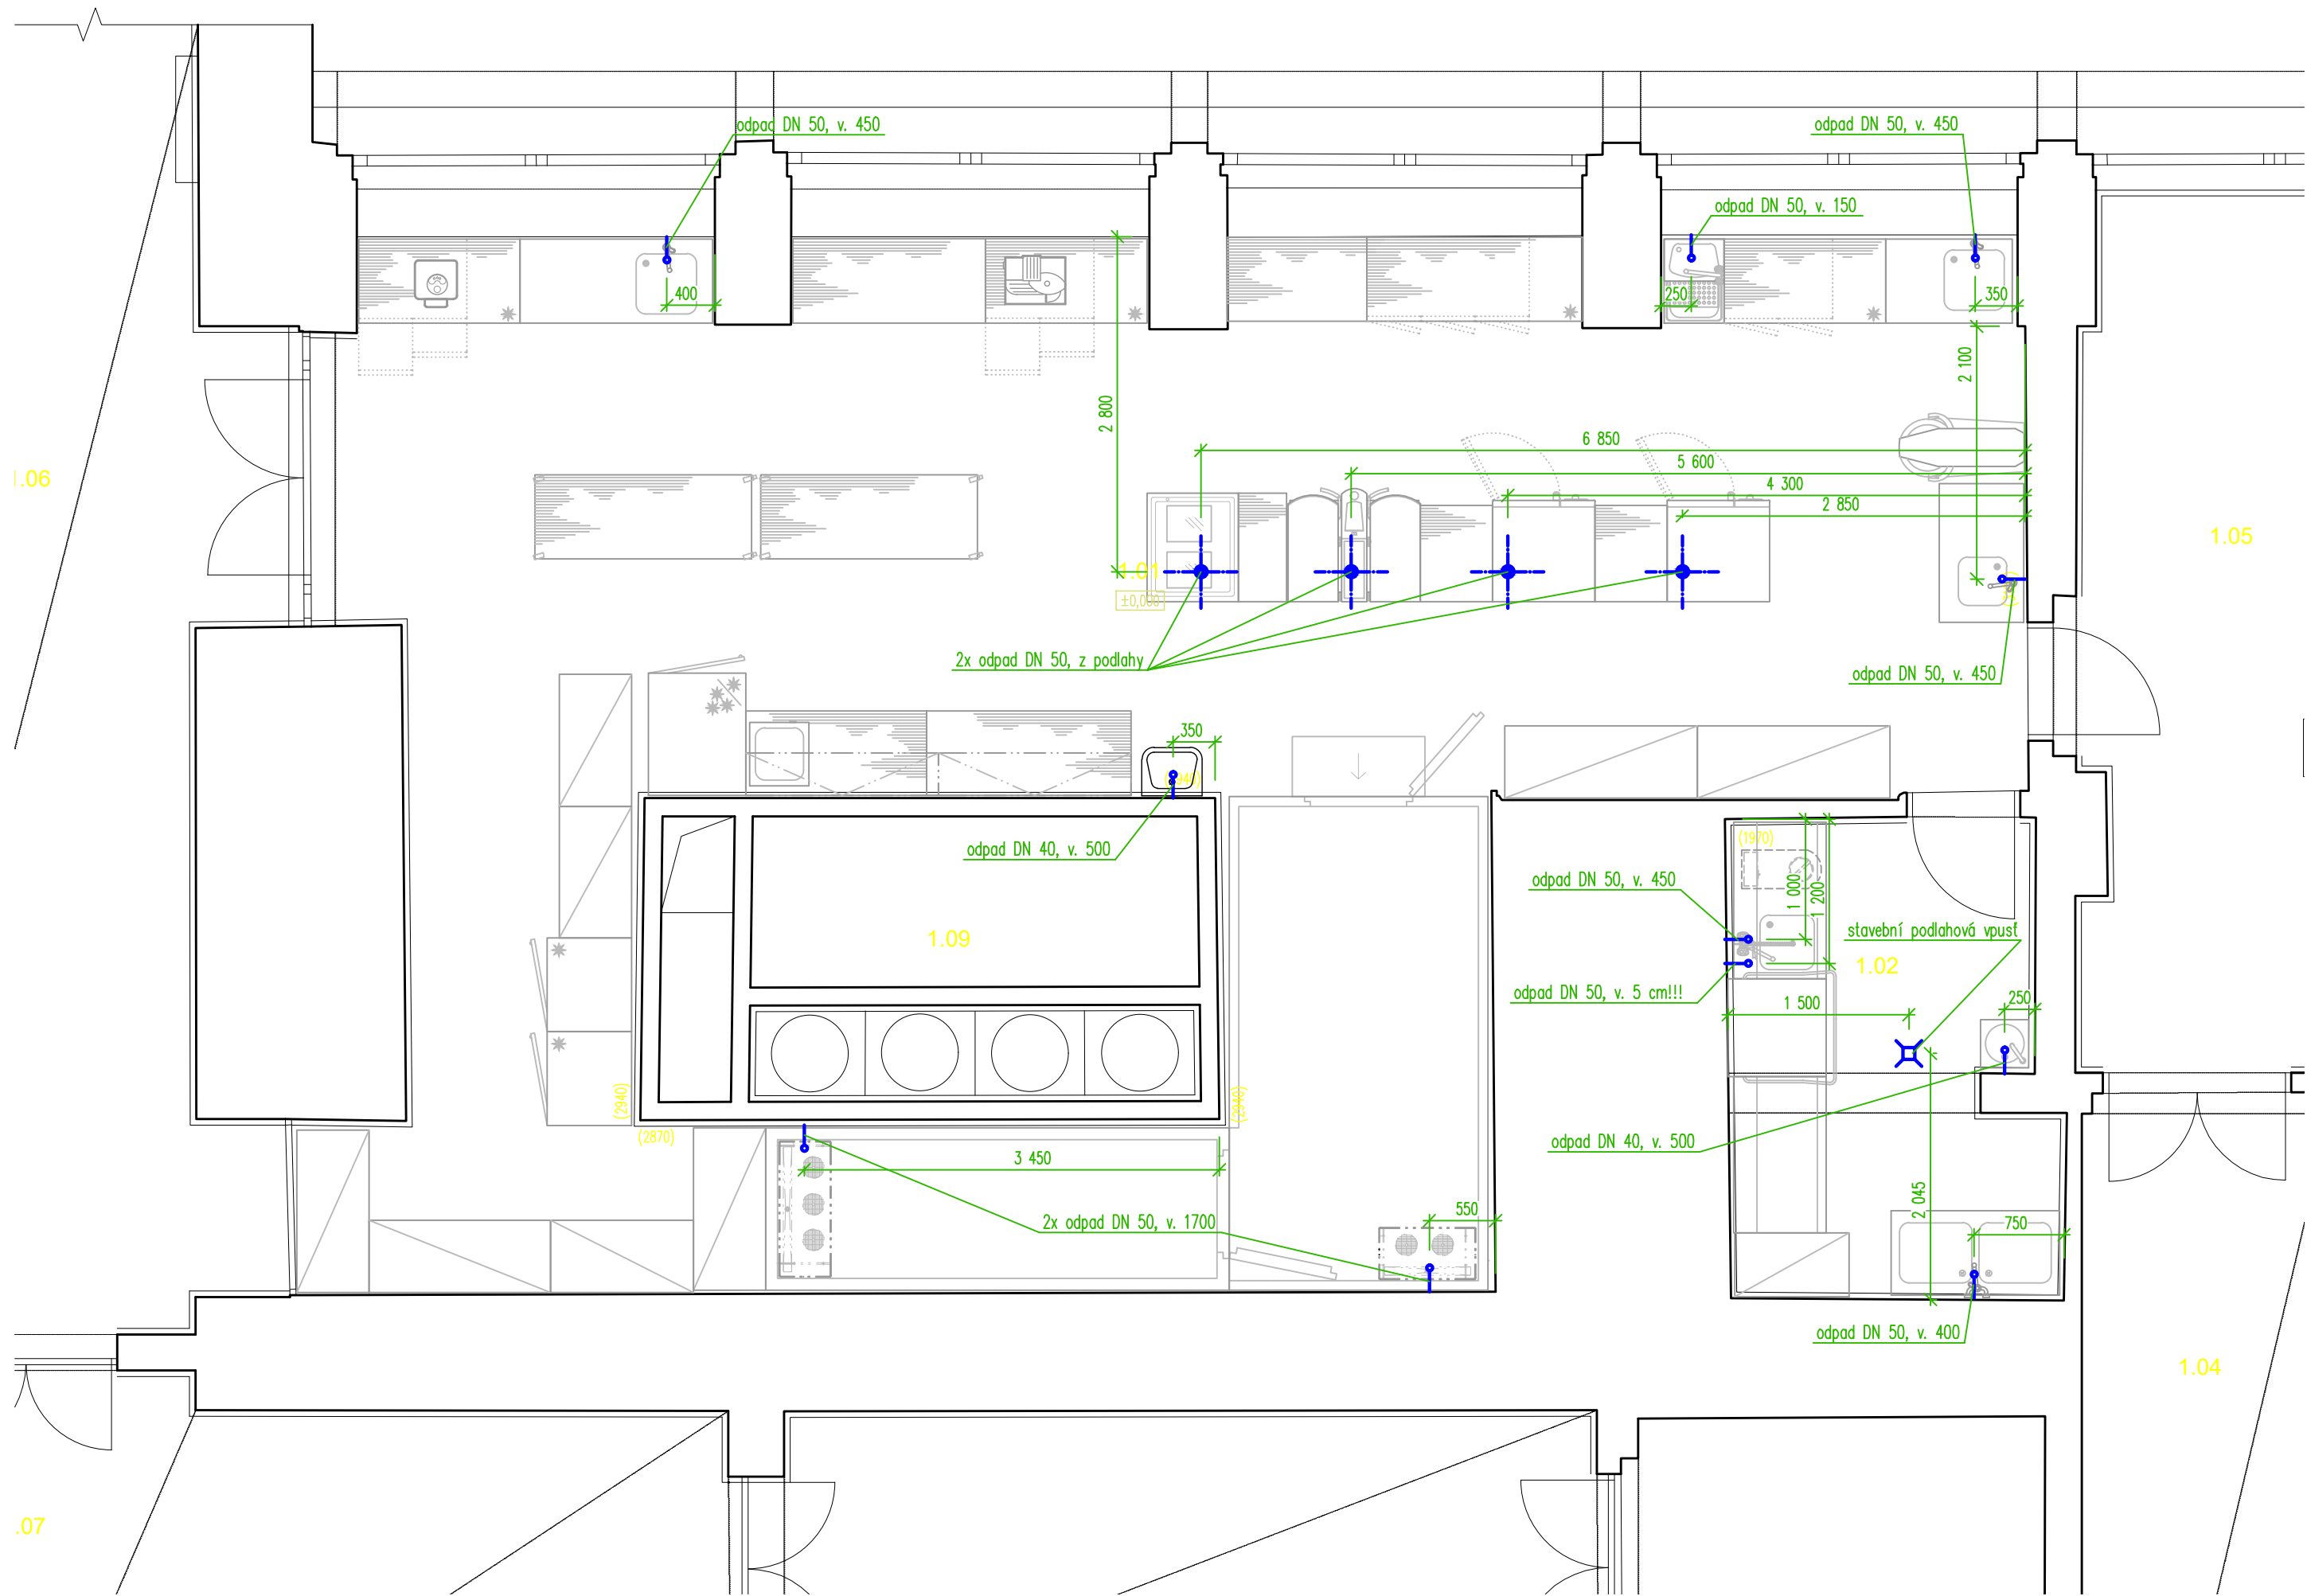 odpad DN 50, v. 450
odpad DN 50, v. 450
odpad DN 50, v. 150
400
250
350
2 100
2 800
6 850
1.06
5 600
4 300
2 850
1.05
1.01
±0,000
2x odpad DN 50, z podlahy
odpad DN 50, v. 450
350
odpad DN 40, v. 500
(1970)
odpad DN 50, v. 450
1 000
1 200
stavební podlahová vpusť
1.09
1.02
odpad DN 50, v. 5 cm!!!
1 500
250
(2940)
(2940)
(2870)
odpad DN 40, v. 500
3 450
2 045
550
2x odpad DN 50, v. 1700
750
odpad DN 50, v. 400
1.04
.07